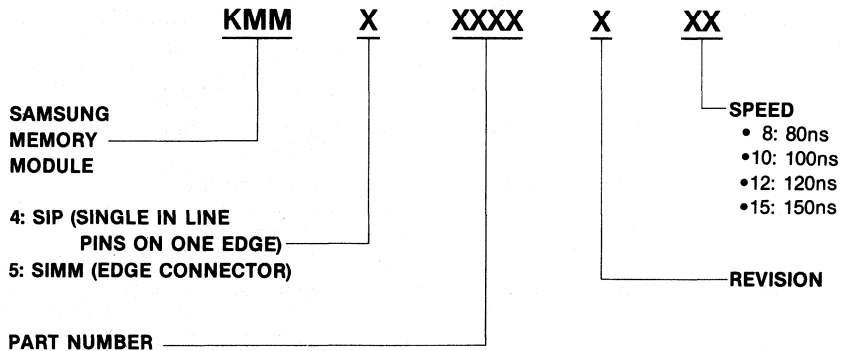 KMM X XXXX X XX
SAMSUNG
MEMORY
MODULE
4: SIP (SINGLE IN LINE
PINS ON ONE EDGE)
5: SIMM (EDGE CONNECTOR)
PART NUMBER
SPEED
• 8: 80ns
•10: 100ns
•12: 120ns
•15: 150ns
REVISION